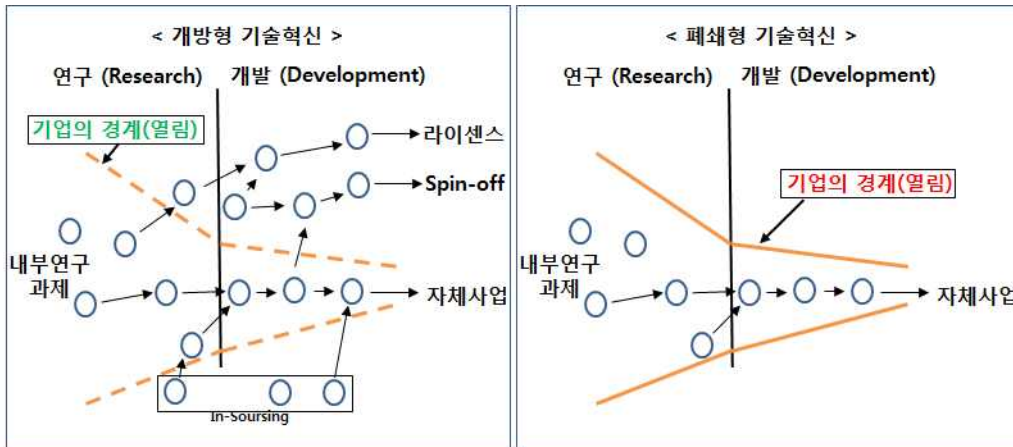 < 개방형 기술혁신 >
연구 (Research)
개발 (Development)
기업의 경계(열림)
라이센스
Spin-off
내부연구
과제
자체사업
In-Soursing
< 폐쇄형 기술혁신 >
연구 (Research)
개발 (Development)
기업의 경계(열림)
내부연구
과제
자체사업